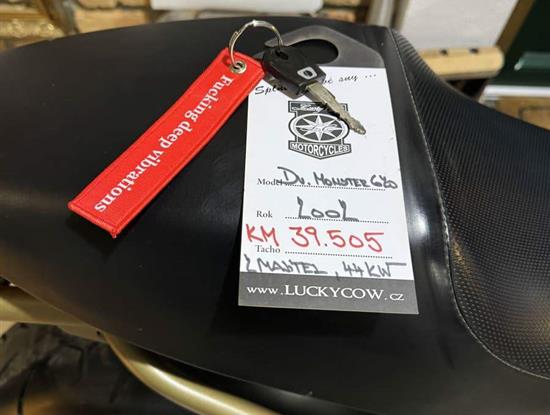 Fucking deep vibrations
MOTORCYCLES
Model Du. MONSTER 620
Rok 2002
KM 39.505
Tacho
2 MAJITEL, 44 KW
www.LUCKYCOW.cz